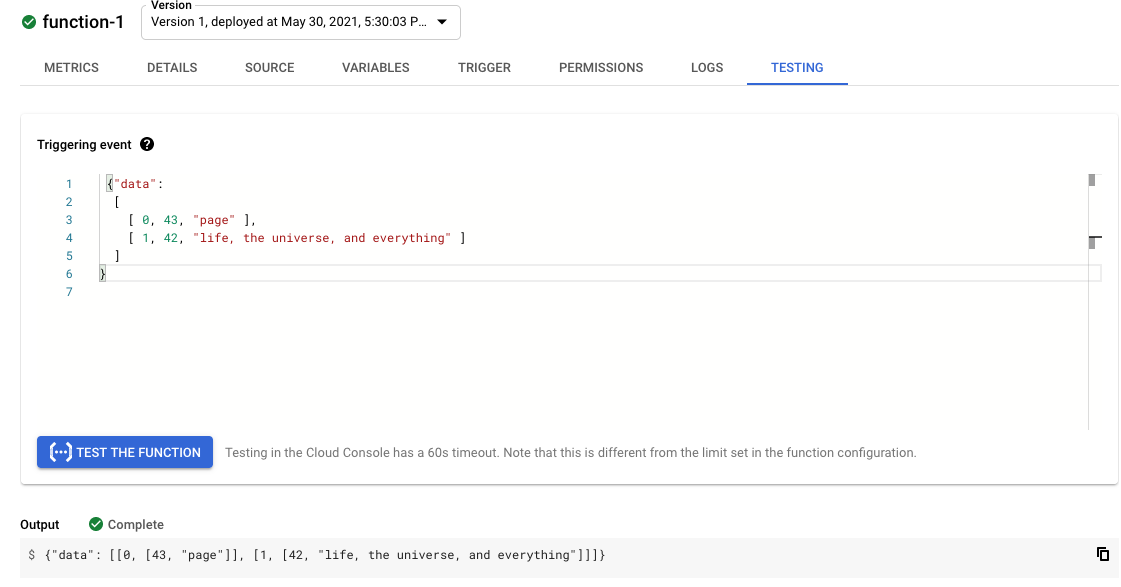 Version
function-1 Version 1, deployed at May 30, 2021, 5:30:03 P...
METRICS DETAILS SOURCE VARIABLES TRIGGER PERMISSIONS LOGS TESTING
Triggering event ?
1 {"data":
2 [
3 [ 0, 43, "page" ],
4 [ 1, 42, "life, the universe, and everything" ]
5 ]
6 }
7
TEST THE FUNCTION Testing in the Cloud Console has a 60s timeout. Note that this is different from the limit set in the function configuration.
Output Complete
$ {"data": [[0, [43, "page"]], [1, [42, "life, the universe, and everything"]]]}